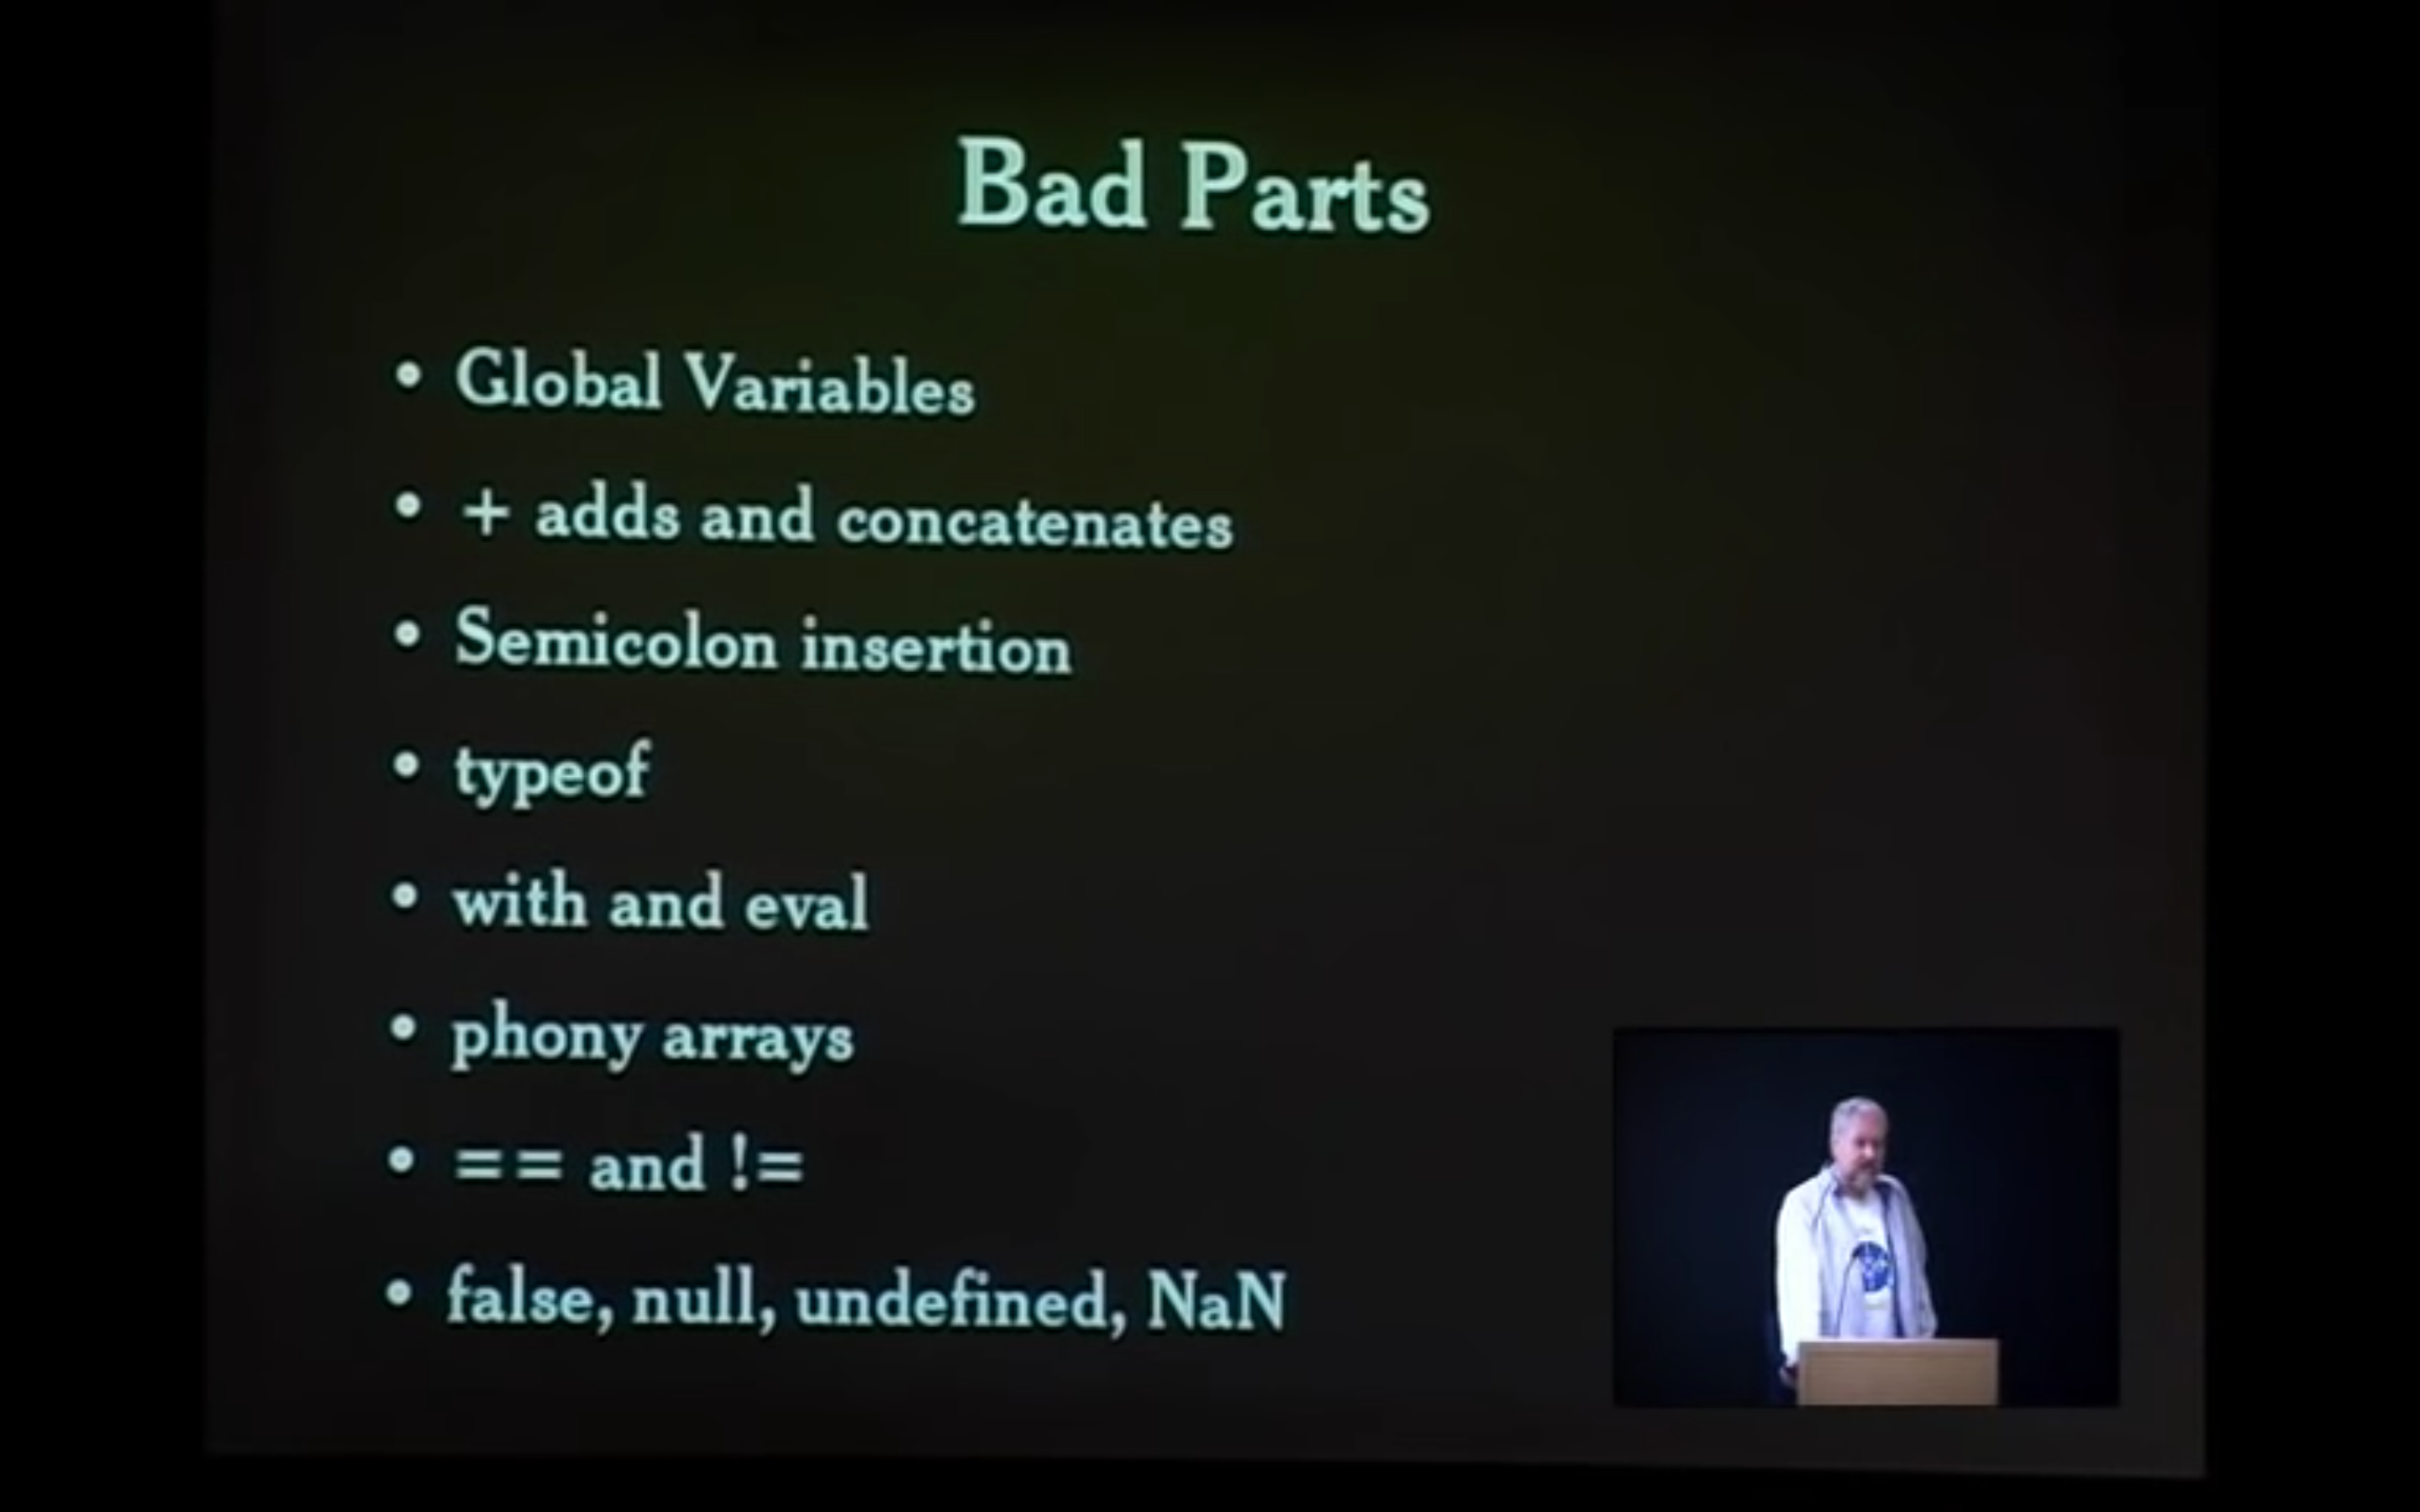 Bad Parts
• Global Variables
• + adds and concatenates
• Semicolon insertion
• typeof
• with and eval
• phony arrays
• == and !=
• false, null, undefined, NaN